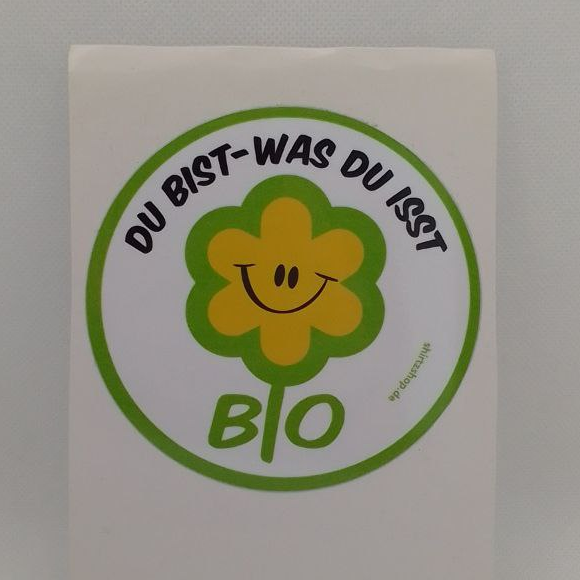 DU BIST-WAS DU ISST
BIO
shirtzshop.de